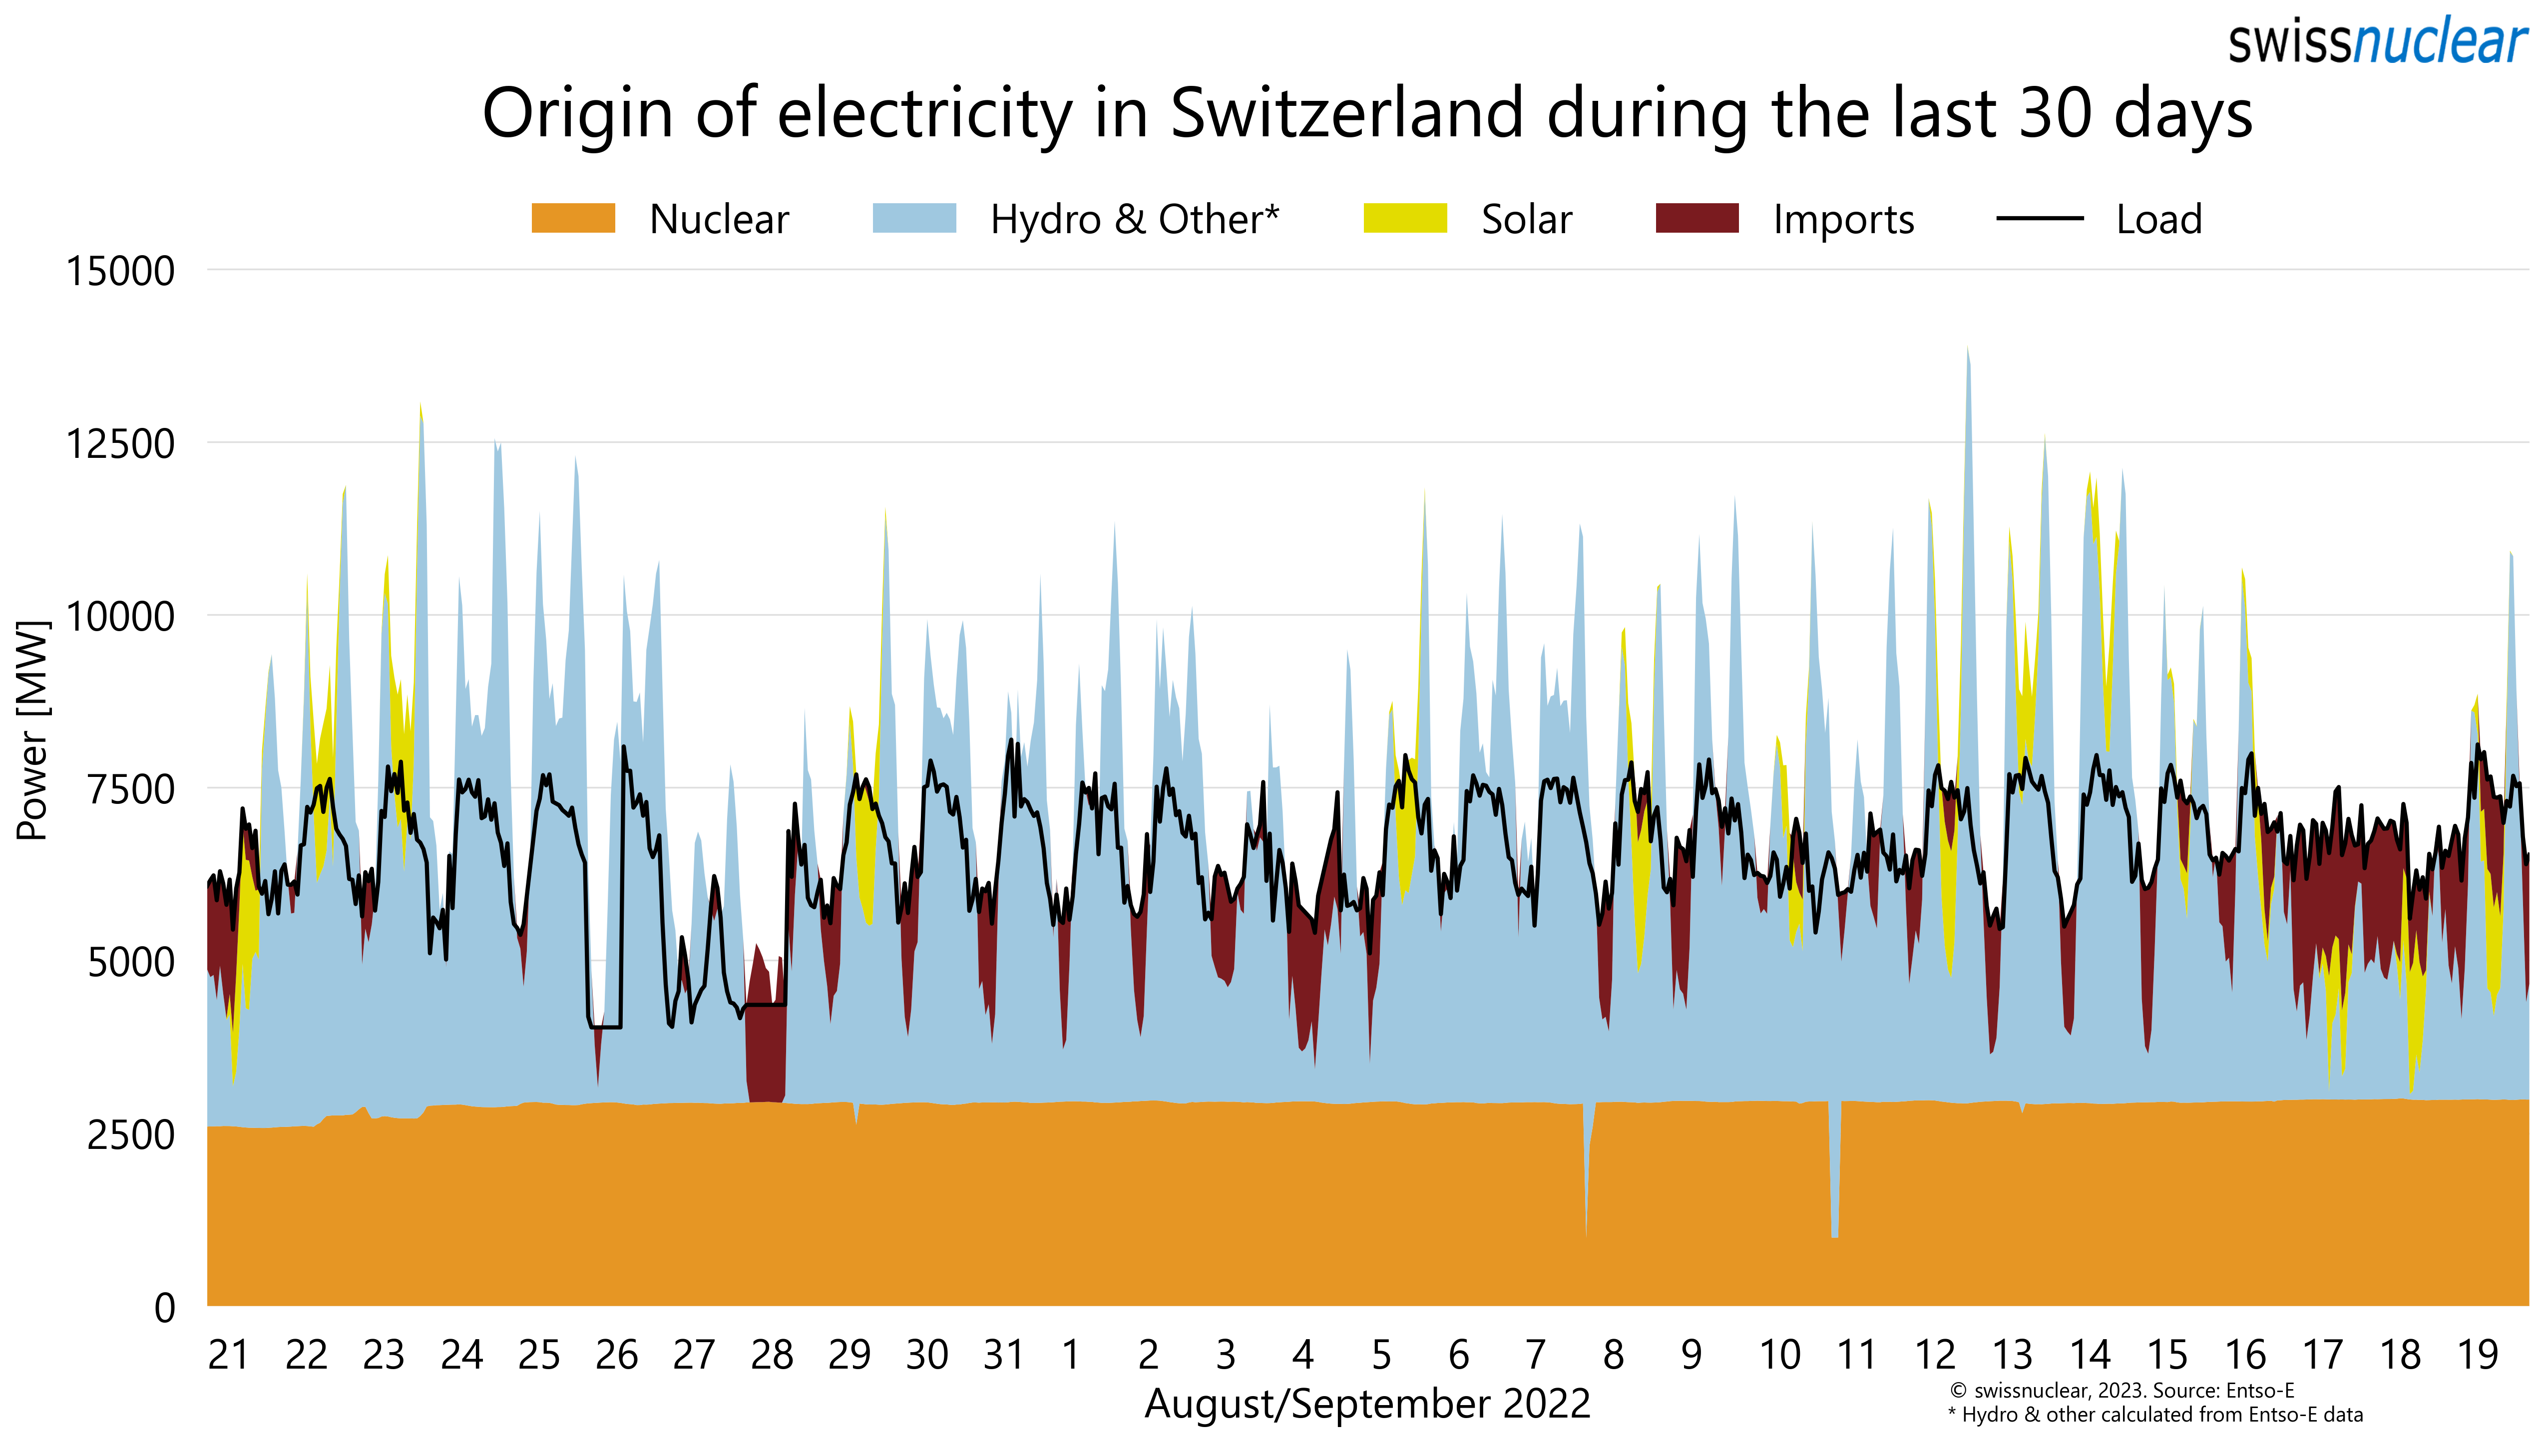 swissnuclear
Origin of electricity in Switzerland during the last 30 days
Nuclear Hydro & Other* Solar Imports Load
15000
12500
10000
7500
5000
2500
0
Power [MW]
21 22 23 24 25 26 27 28 29 30 31 1 2 3 4 5 6 7 8 9 10 11 12 13 14 15 16 17 18 19
August/September 2022
© swissnuclear, 2023. Source: Entso-E
* Hydro & other calculated from Entso-E data